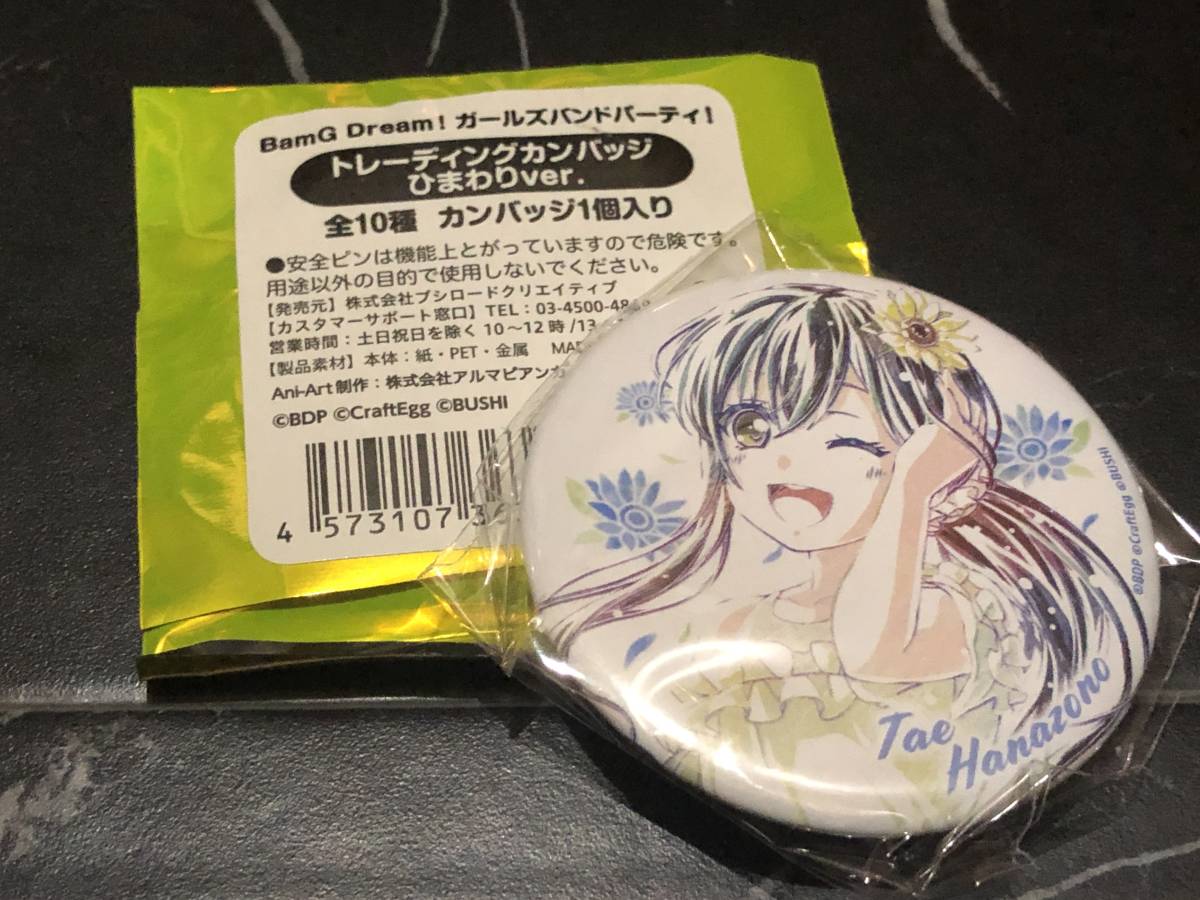 BamG Dream! ガールズバンドパーティ!
トレーディングカンバッジ
ひまわりver.
全10種 カンバッジ1個入り
●安全ピンは機能上とがっていますので危険です。
用途以外の目的で使用しないでください。
【発売元】株式会社ブシロードクリエイティブ
【カスタマーサポート窓口】TEL:03-4500-48
営業時間:土日祝日を除く10~12時/13
【製品素材】本体:紙・PET・金属
Ani-Art制作:株式会社アルマビアンカ
©BDP ©CraftEgg ©BUSHI
4 573107 36
©BDP ©CraftEgg ©BUSHI
Tae
Hanazono